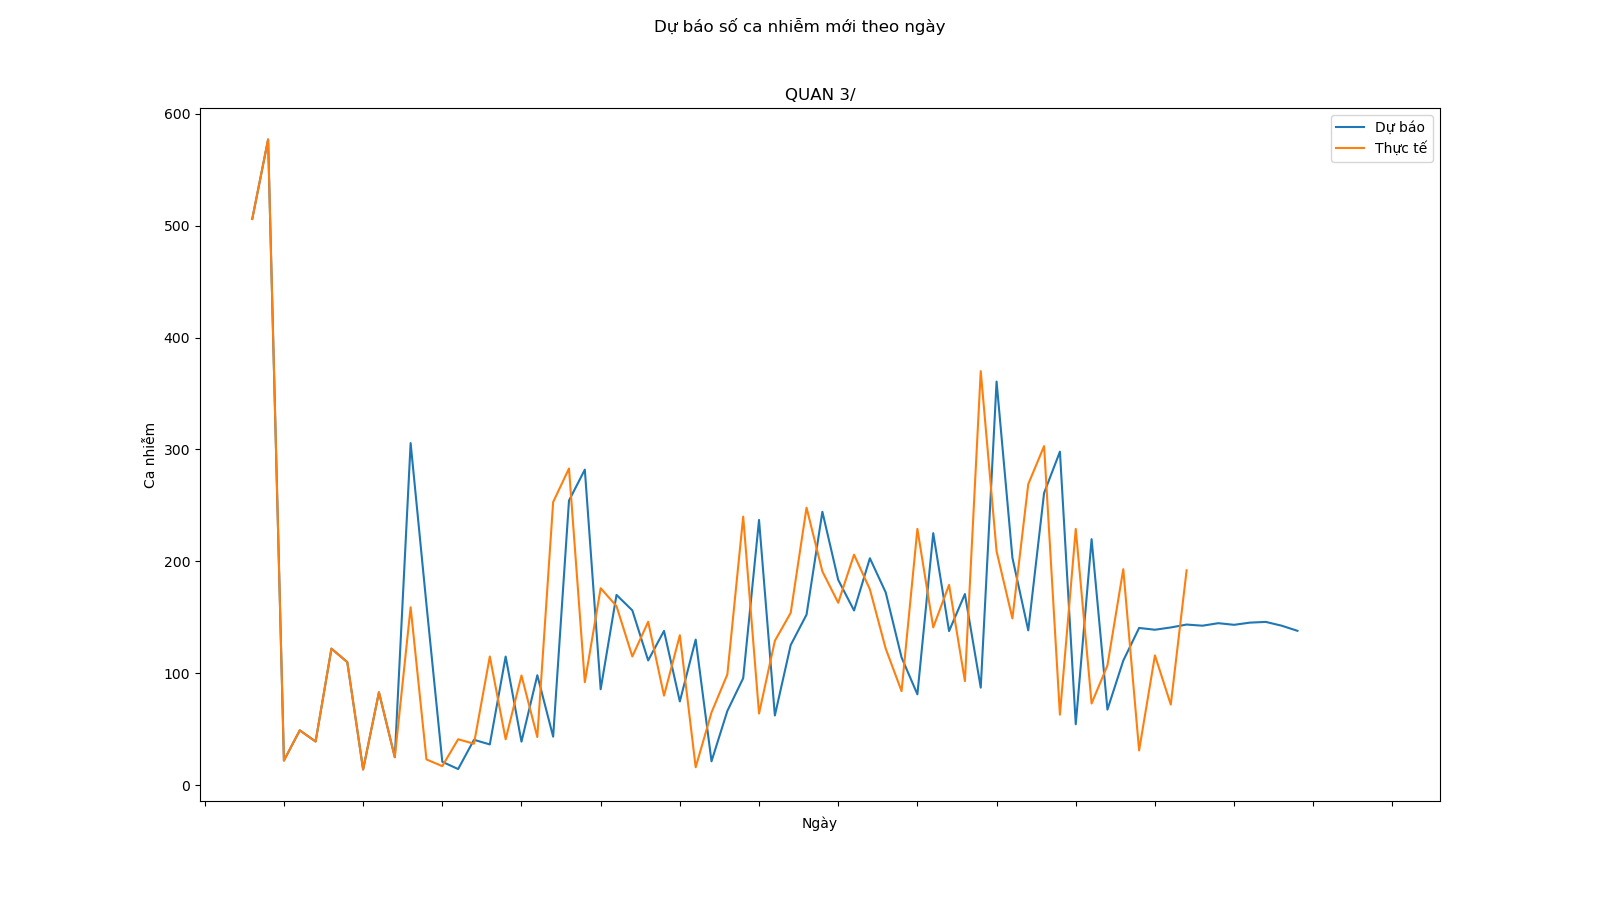 Dự báo số ca nhiễm mới theo ngày
QUAN 3/
600
500
400
300
200
100
0
Ca nhiễm
Ngày
Dự báo
Thực tế